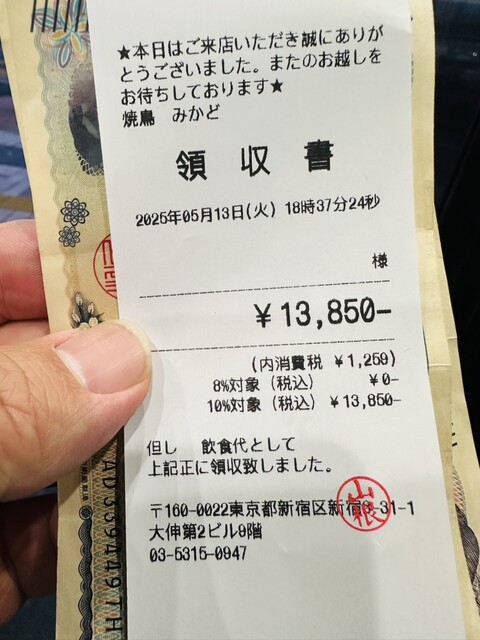 ★本日はご来店いただき誠にありが
とうございました。またのお越しを
お待ちしております★
焼鳥 みかど
領収書
2025年05月13日(火) 18時37分24秒
様
¥13,850-
(内消費税 ¥1,259)
8%対象(税込) ¥0-
10%対象(税込) ¥13,850-
但し 飲食代として
上記正に領収致しました。
〒160-0022東京都新宿区新宿3-31-1
大伸第2ビル9階
03-5315-0947
山根